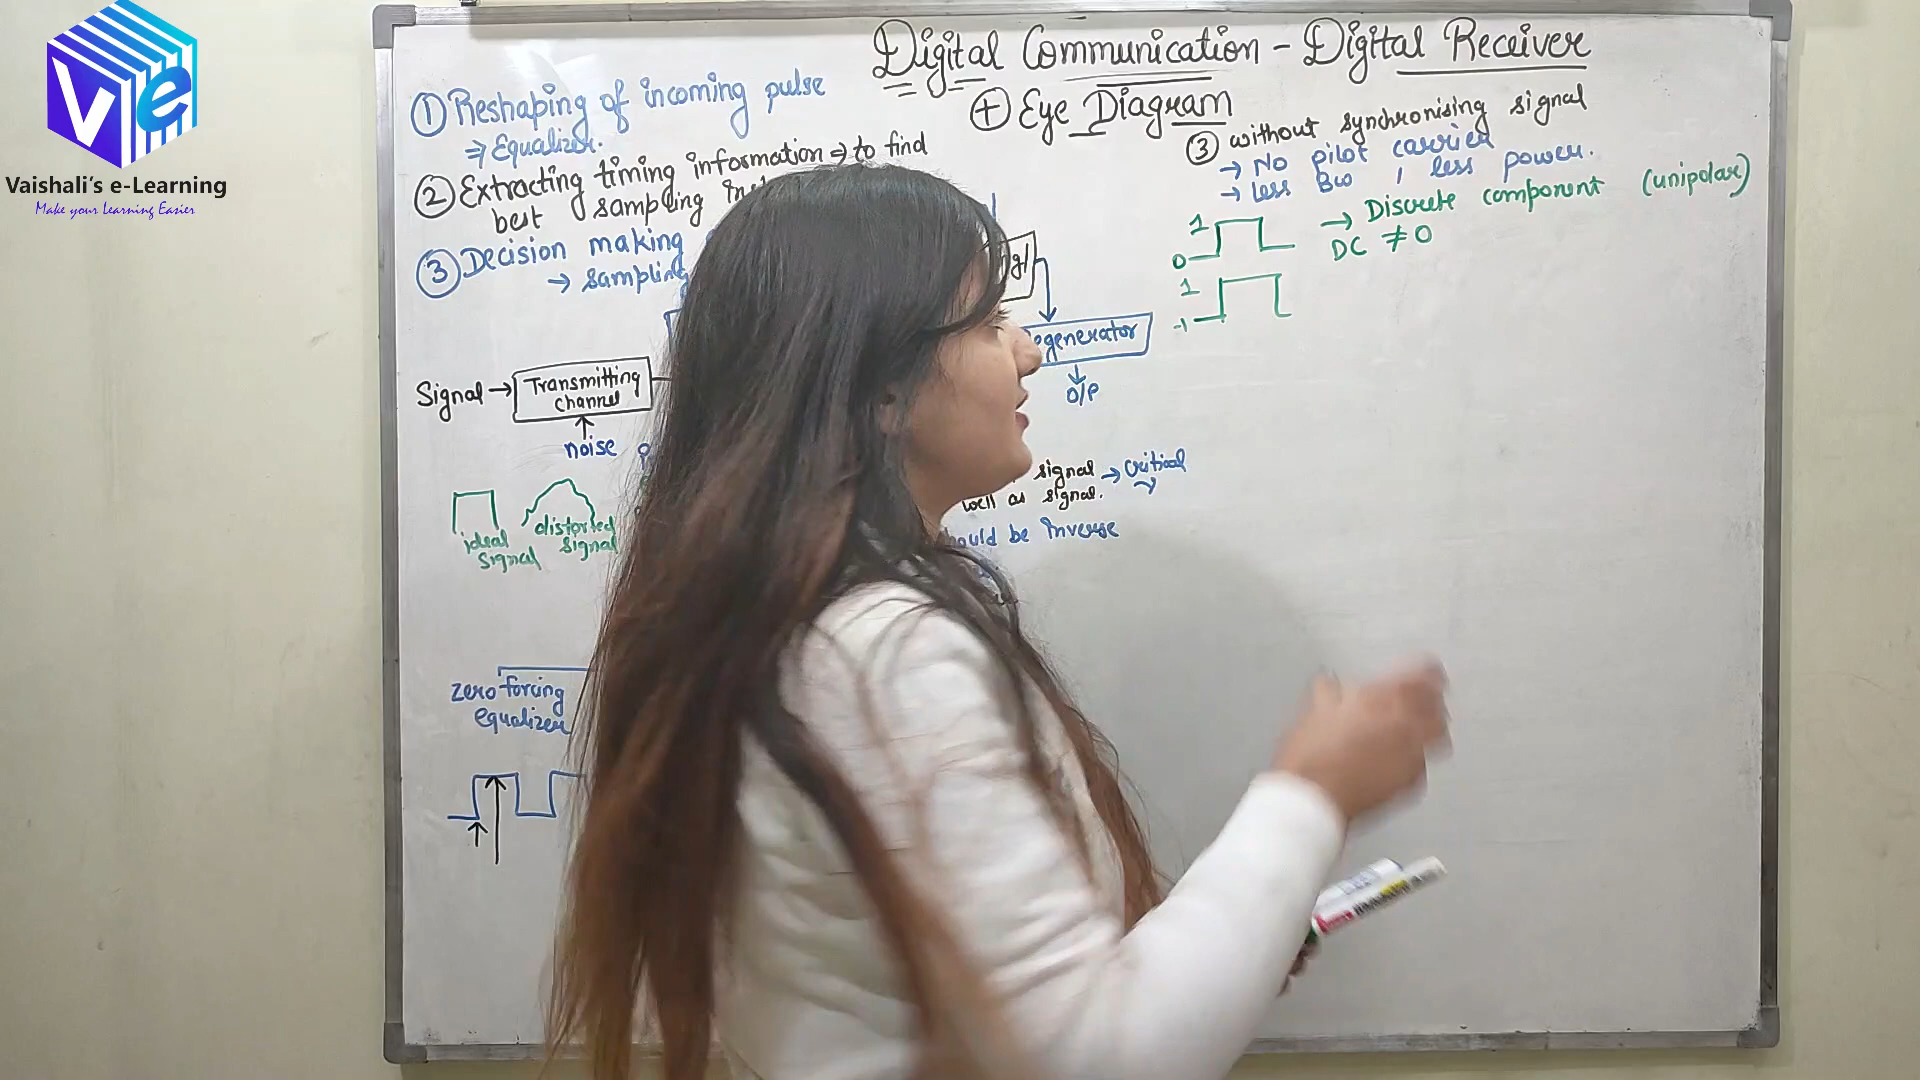 Ve
Vaishali's e-Learning
Make your Learning Easier
Digital Communication - Digital Receiver
+ Eye Diagram
① Reshaping of incoming pulse
⇒ Equalizer.
② Extracting timing information → to find
best sampling
③ Decision making
→ sampling
Signal → Transmitting
channel
noise
ideal
signal
distorted
signal
zero forcing
equalizer
egenerator
O/P
signal → critical
well as signal.
ould be inverse
③ without synchronising signal
→ No pilot carrier
→ less BW, less power.
1
0
→ Discrete component (unipolar)
DC ≠ 0
1
-1